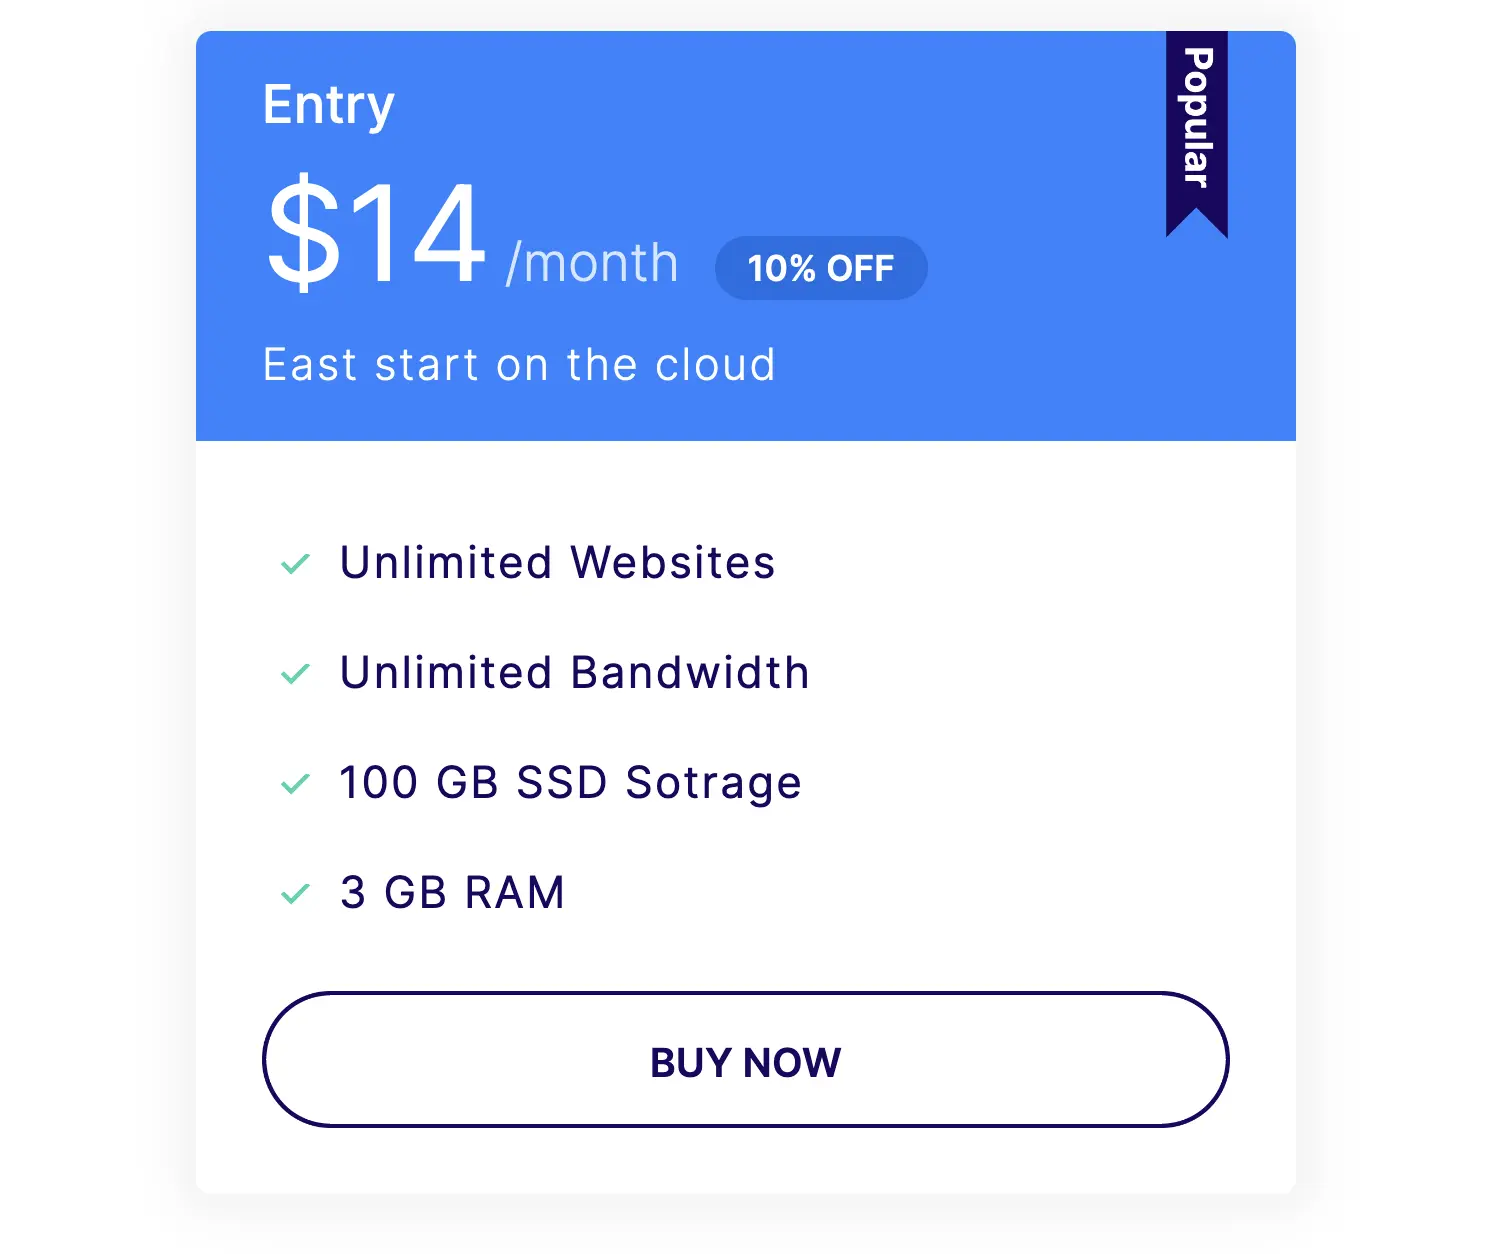 Entry
Popular
$14 /month 10% OFF
East start on the cloud
Unlimited Websites
Unlimited Bandwidth
100 GB SSD Sotrage
3 GB RAM
BUY NOW